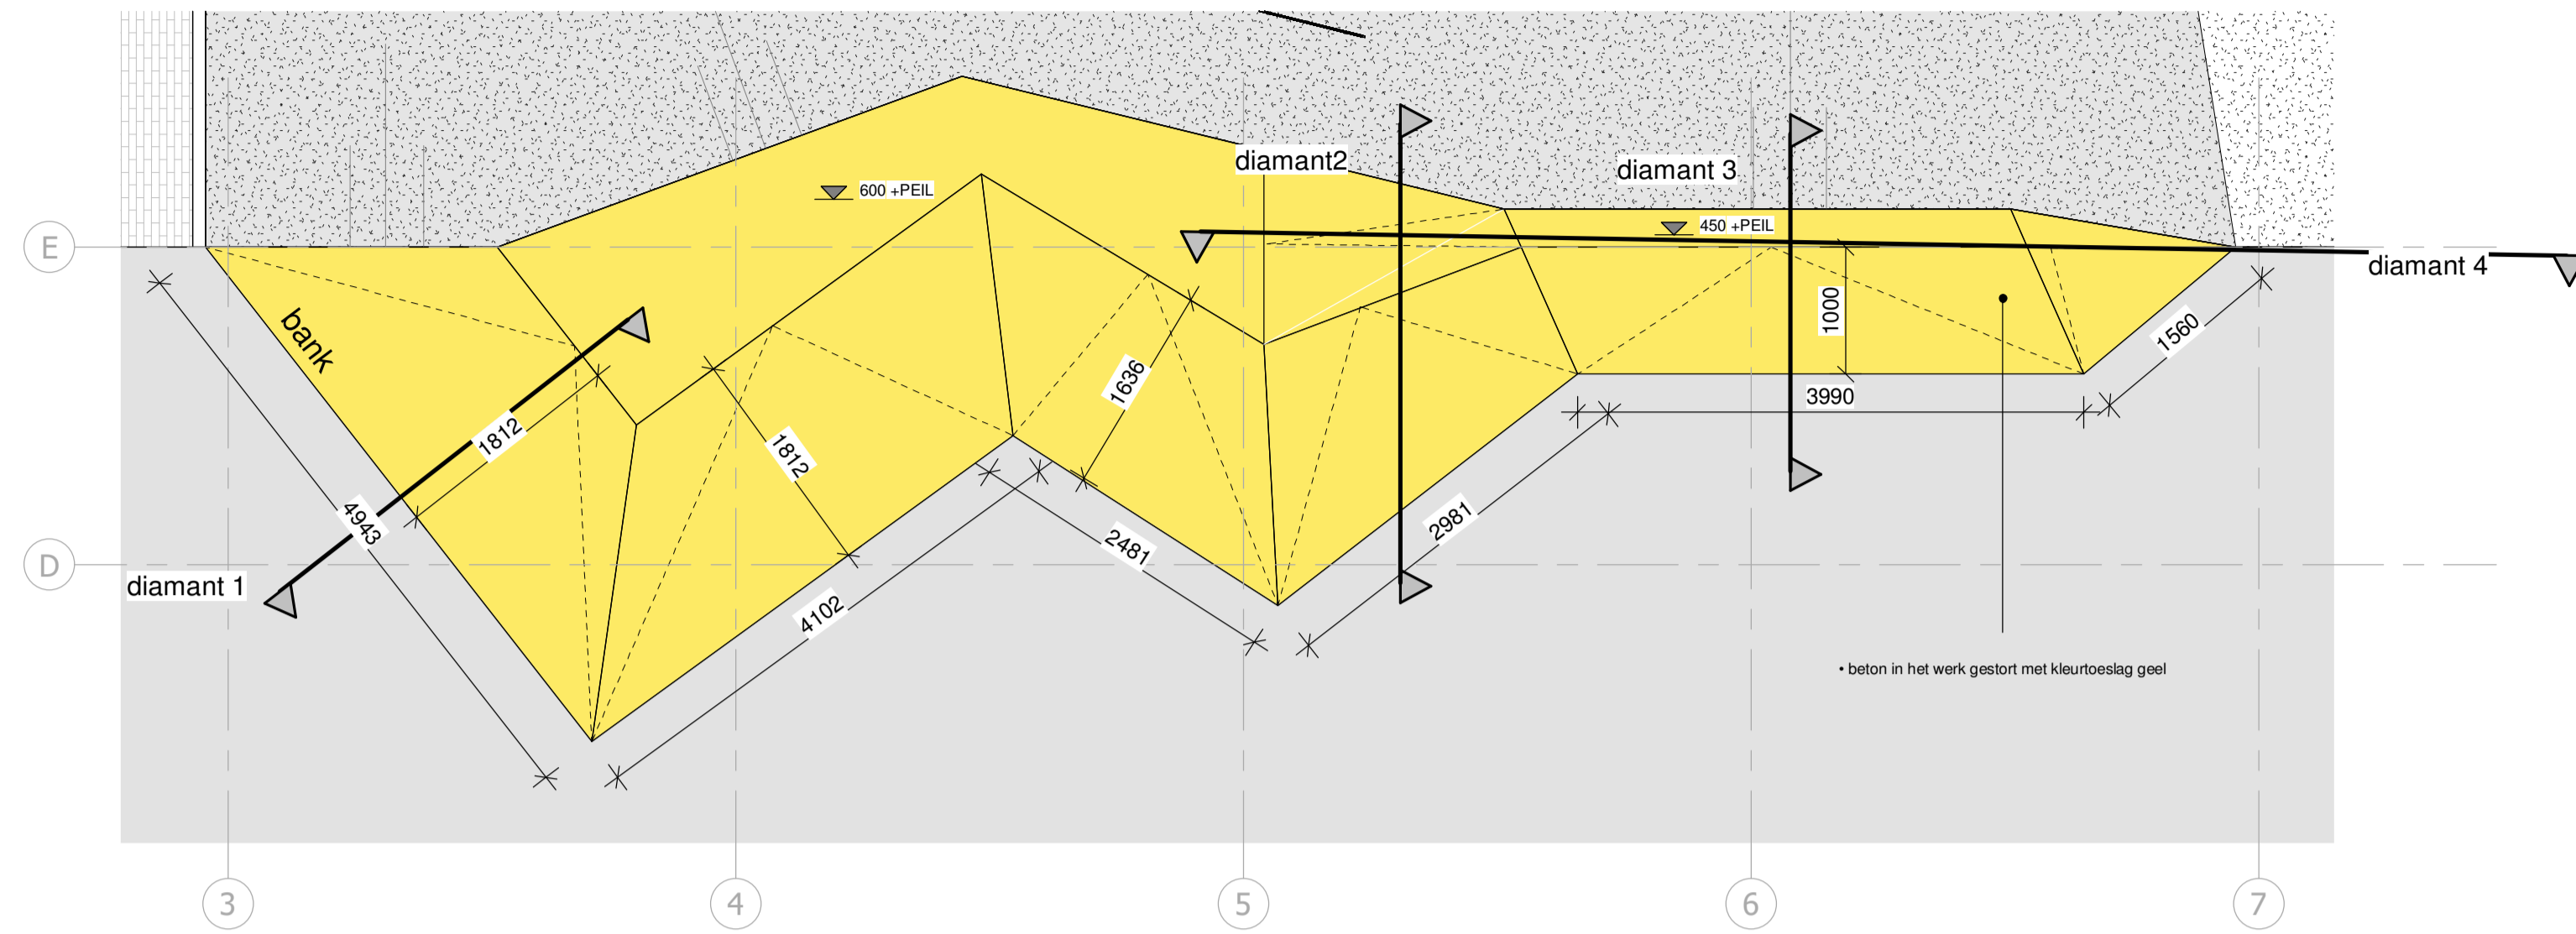 diamant2
diamant 3
600 +PEIL
450 +PEIL
E
diamant 4
bank
1000
1560
1636
3990
1812
1812
4943
2981
2481
D
diamant 1
4102
• beton in het werk gestort met kleurtoeslag geel
3
4
5
6
7